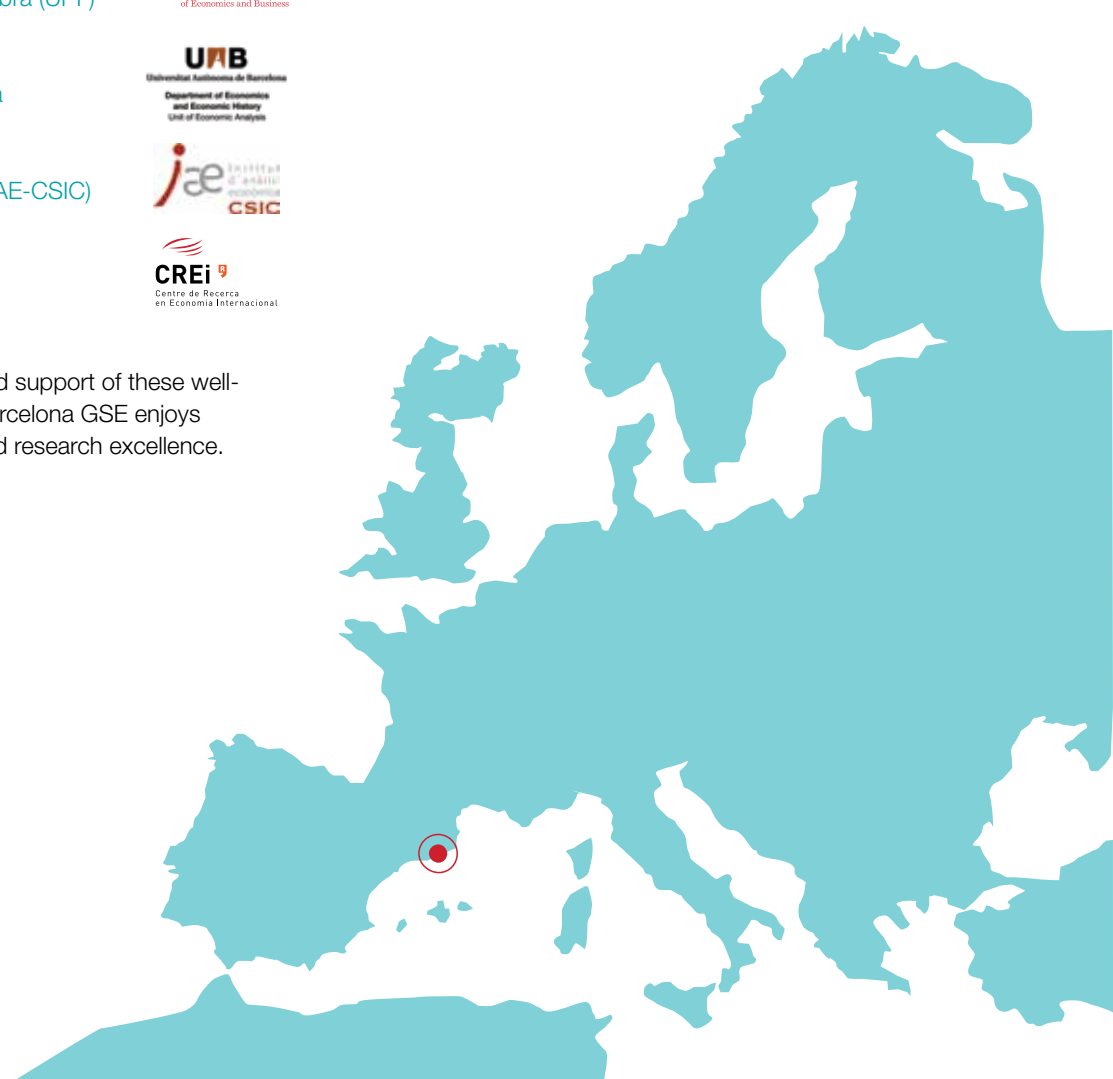 bra (UPF)
of Economics and Business
UAB
Universitat Autònoma de Barcelona
Department of Economics
and Economic History
Unit of Economic Analysis
a
iae
Institut
d'anàlisi
econòmica
CSIC
AE-CSIC)
CREi
Centre de Recerca
en Economia Internacional
d support of these well-
arcelona GSE enjoys
d research excellence.